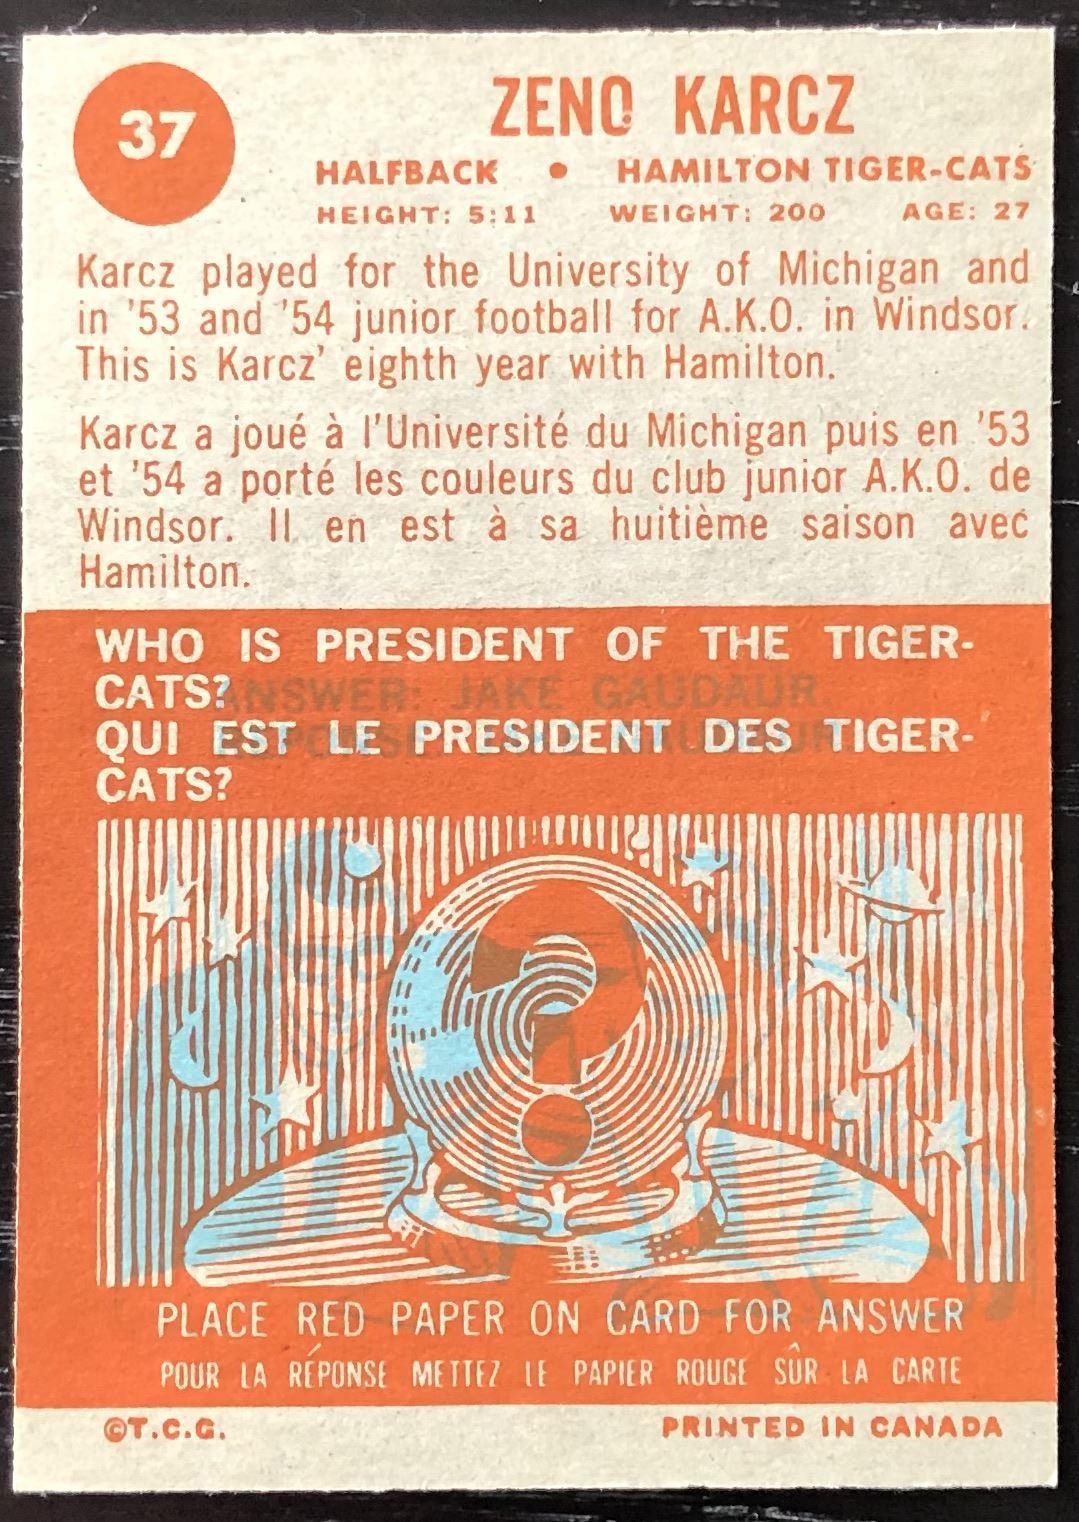 37
ZENO KARCZ
HALFBACK • HAMILTON TIGER-CATS
HEIGHT: 5:11 WEIGHT: 200 AGE: 27
Karcz played for the University of Michigan and
in '53 and '54 junior football for A.K.O. in Windsor.
This is Karcz' eighth year with Hamilton.
Karcz a joué à l'Université du Michigan puis en '53
et '54 a porté les couleurs du club junior A.K.O. de
Windsor. Il en est à sa huitième saison avec
Hamilton.
WHO IS PRESIDENT OF THE TIGER-
CATS?
ANSWER: JAKE GAUDAUR.
QUI EST LE PRESIDENT DES TIGER-
CATS?
PLACE RED PAPER ON CARD FOR ANSWER
POUR LA RÉPONSE METTEZ LE PAPIER ROUGE SÛR LA CARTE
©T.C.G. PRINTED IN CANADA